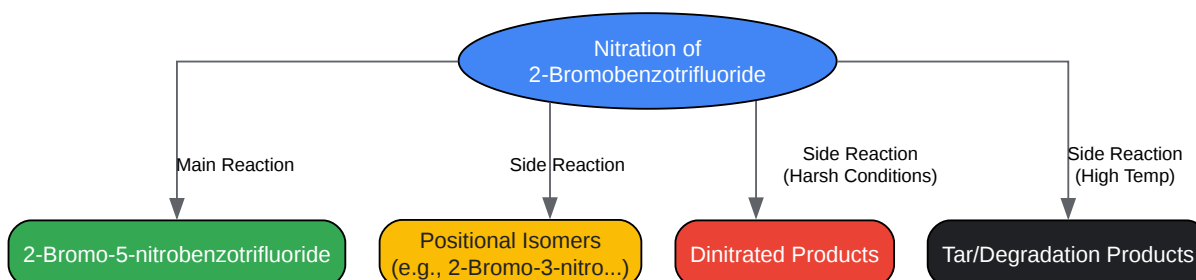 Nitration of
2-Bromobenzotrifluoride
Main Reaction
Side Reaction
Side Reaction
(Harsh Conditions)
Side Reaction
(High Temp)
2-Bromo-5-nitrobenzotrifluoride
Positional Isomers
(e.g., 2-Bromo-3-nitro...)
Dinitrated Products
Tar/Degradation Products